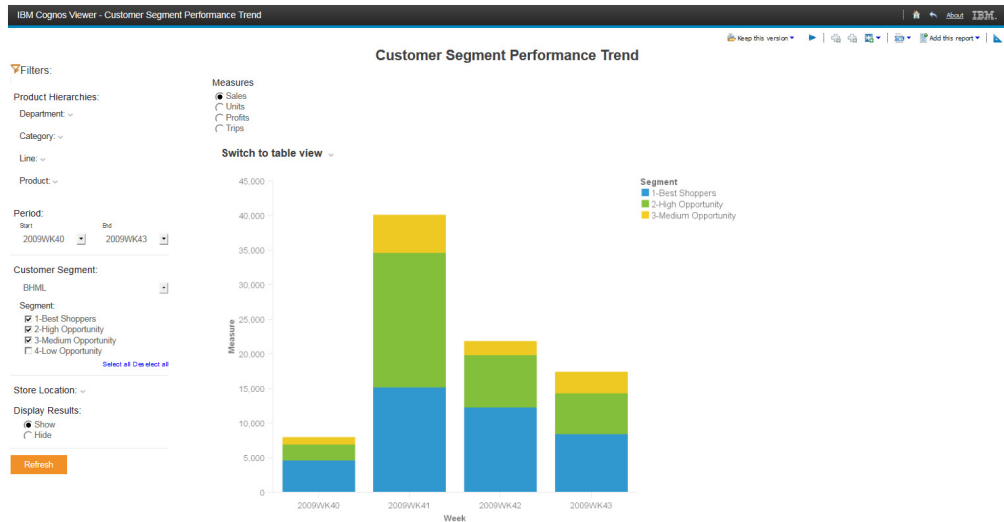 IBM Cognos Viewer - Customer Segment Performance Trend
About IBM.
Keep this version
Add this report
Customer Segment Performance Trend
Filters:
Product Hierarchies:
Department:
Category:
Line:
Product:
Period:
Start End
2009WK40 2009WK43
Customer Segment:
BHML
Segment:
1-Best Shoppers
2-High Opportunity
3-Medium Opportunity
4-Low Opportunity
Select all Deselect all
Store Location:
Display Results:
Show
Hide
Refresh
Measures
Sales
Units
Profits
Trips
Switch to table view
45,000
40,000
35,000
30,000
25,000
20,000
15,000
10,000
5,000
0
Measure
2009WK40 2009WK41 2009WK42 2009WK43
Week
Segment
1-Best Shoppers
2-High Opportunity
3-Medium Opportunity